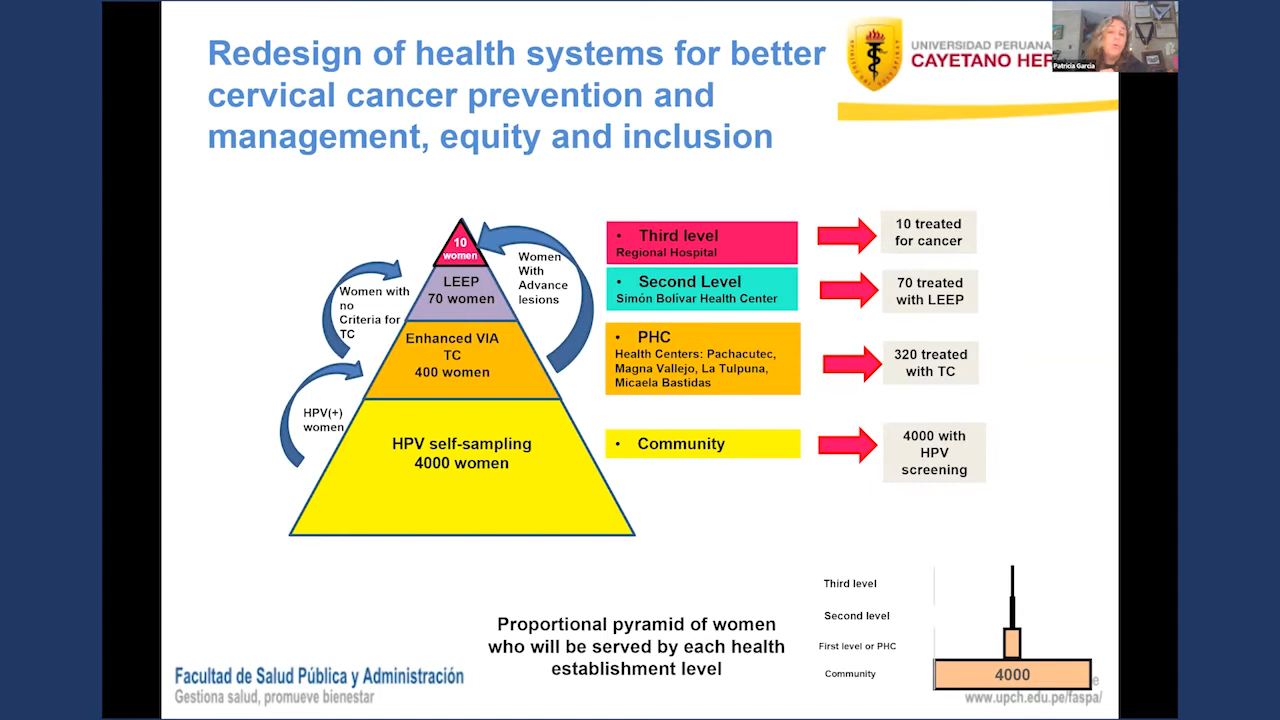 Redesign of health systems for better
cervical cancer prevention and
management, equity and inclusion
UNIVERSIDAD PERUANA
CAYETANO HER
Patricia Garcia
10
women
LEEP
70 women
Enhanced VIA
TC
400 women
HPV self-sampling
4000 women
Women with
no
Criteria for
TC
HPV(+)
women
Women
With
Advance
lesions
• Third level
Regional Hospital
• Second Level
Simón Bolívar Health Center
• PHC
Health Centers: Pachacutec,
Magna Vallejo, La Tulpuna,
Micaela Bastidas
• Community
10 treated
for cancer
70 treated
with LEEP
320 treated
with TC
4000 with
HPV
screening
Proportional pyramid of women
who will be served by each health
establishment level
Third level
Second level
First level or PHC
Community
4000
Facultad de Salud Pública y Administración
Gestiona salud, promueve bienestar
www.upch.edu.pe/faspa/